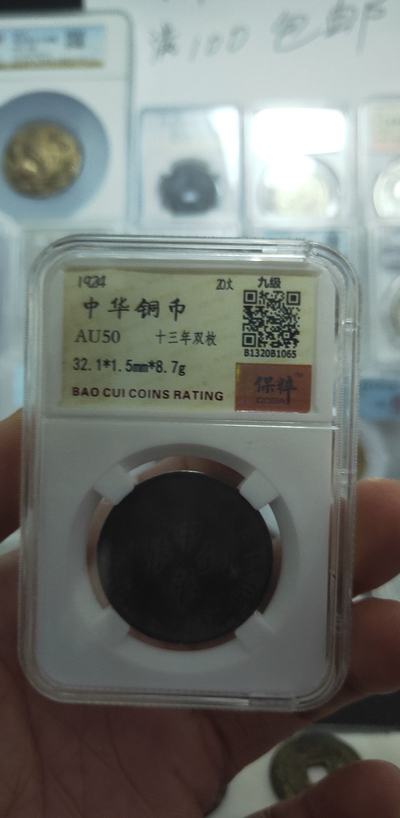 法100包邮
1924 20文 九级
中华铜币
AU50 十三年双枚
B1320B1065
32.1*1.5mm*8.7g
保粹
BAO CUI COINS RATING